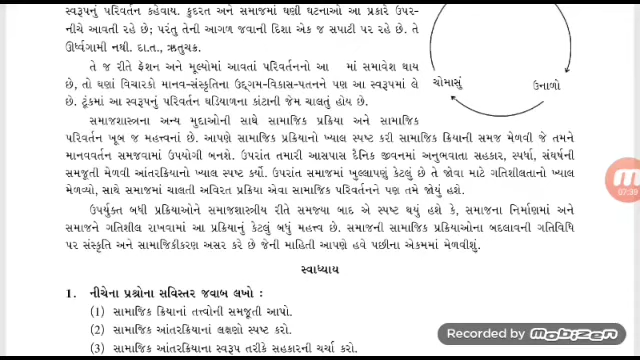 સ્વરૂપનું પરિવર્તન કહેવાય. કુદરત અને સમાજમાં ઘણી ઘટનાઓ આ પ્રકારે ઉપર-
નીચે આવતી રહે છે; પરંતુ તેની આગળ જવાની દિશા એક જ સપાટી પર રહે છે. તે
ઊર્ધ્વગામી નથી. દા.ત., ઋતુચક્ર.
તે જ રીતે ફૅશન અને મૂલ્યોમાં આવતાં પરિવર્તનનો આ માં સમાવેશ થાય
છે, તો ઘણાં વિચારકો માનવ-સંસ્કૃતિના ઉદ્ગમ-વિકાસ-પતનને પણ આ સ્વરૂપમાં લે
છે. ટૂંકમાં આ સ્વરૂપનું પરિવર્તન ઘડિયાળના કાંટાની જેમ ચાલતું હોય છે.
ચોમાસું
ઉનાળો
સમાજશાસ્ત્રના અન્ય મુદ્દાઓની સાથે સામાજિક પ્રક્રિયા અને સામાજિક
પરિવર્તન ખૂબ જ મહત્ત્વનાં છે. આપણે સામાજિક પ્રક્રિયાનો ખ્યાલ સ્પષ્ટ કરી સામાજિક ક્રિયાની સમજ મેળવી જે તમને
માનવવર્તન સમજવામાં ઉપયોગી બનશે. ઉપરાંત તમારી આસપાસ દૈનિક જીવનમાં અનુભવાતા સહકાર, સ્પર્ધા, સંઘર્ષની
સમજૂતી મેળવી આંતરક્રિયાનો ખ્યાલ સ્પષ્ટ કર્યો. ઉપરાંત સમાજમાં ખુલ્લાપણું કેટલું છે તે જોવા માટે ગતિશીલતાનો ખ્યાલ
મેળવ્યો, સાથે સમાજમાં ચાલતી અવિરત પ્રક્રિયા એવા સામાજિક પરિવર્તનને પણ તમે જોયું હશે.
ઉપર્યુક્ત બધી પ્રક્રિયાઓને સમાજશાસ્ત્રીય રીતે સમજ્યા બાદ એ સ્પષ્ટ થયું હશે કે, સમાજના નિર્માણમાં અને
સમાજને ગતિશીલ રાખવામાં આ પ્રક્રિયાનું કેટલું બધું મહત્ત્વ છે. સમાજની સામાજિક પ્રક્રિયાઓના બદલાવની ગતિવિધિ
પર સંસ્કૃતિ અને સામાજિકીકરણ અસર કરે છે જેની માહિતી આપણે હવે પછીના એકમમાં મેળવીશું.
સ્વાધ્યાય
1. નીચેના પ્રશ્નોના સવિસ્તર જવાબ લખો :
(1) સામાજિક ક્રિયાનાં તત્ત્વોની સમજૂતી આપો.
(2) સામાજિક આંતરક્રિયાનાં લક્ષણો સ્પષ્ટ કરો.
(3) સામાજિક આંતરક્રિયાના સ્વરૂપ તરીકે સહકારની ચર્ચા કરો.
M
02:39
Recorded by MOBIZEN